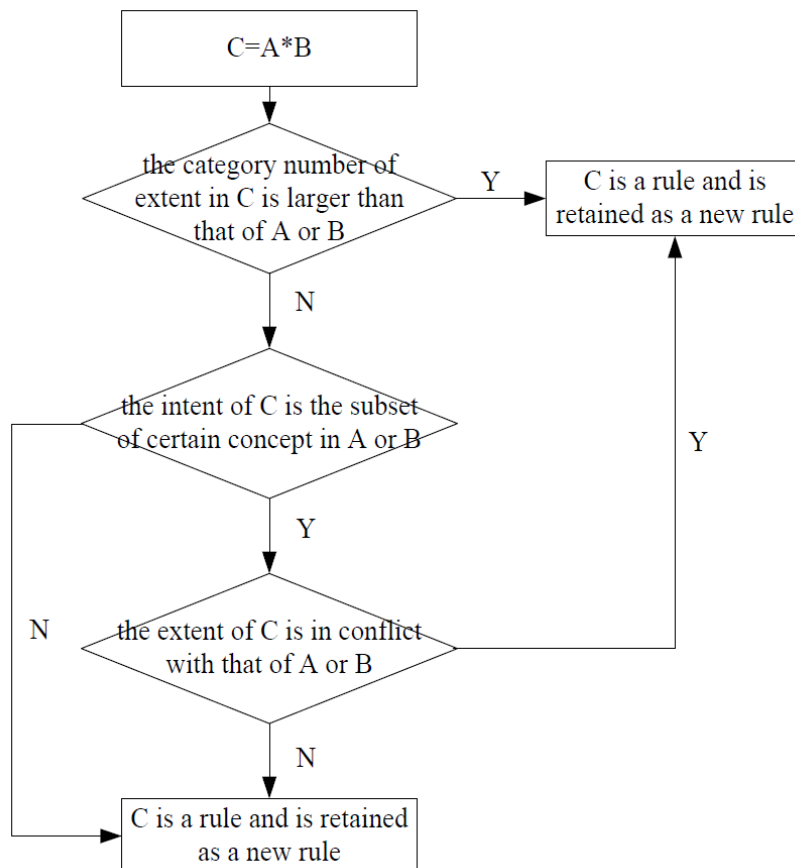 C=A*B
the category number of
extent in C is larger than
that of A or B
Y
C is a rule and is
retained as a new rule
N
the intent of C is the subset
of certain concept in A or B
Y
Y
N
the extent of C is in conflict
with that of A or B
N
C is a rule and is retained
as a new rule